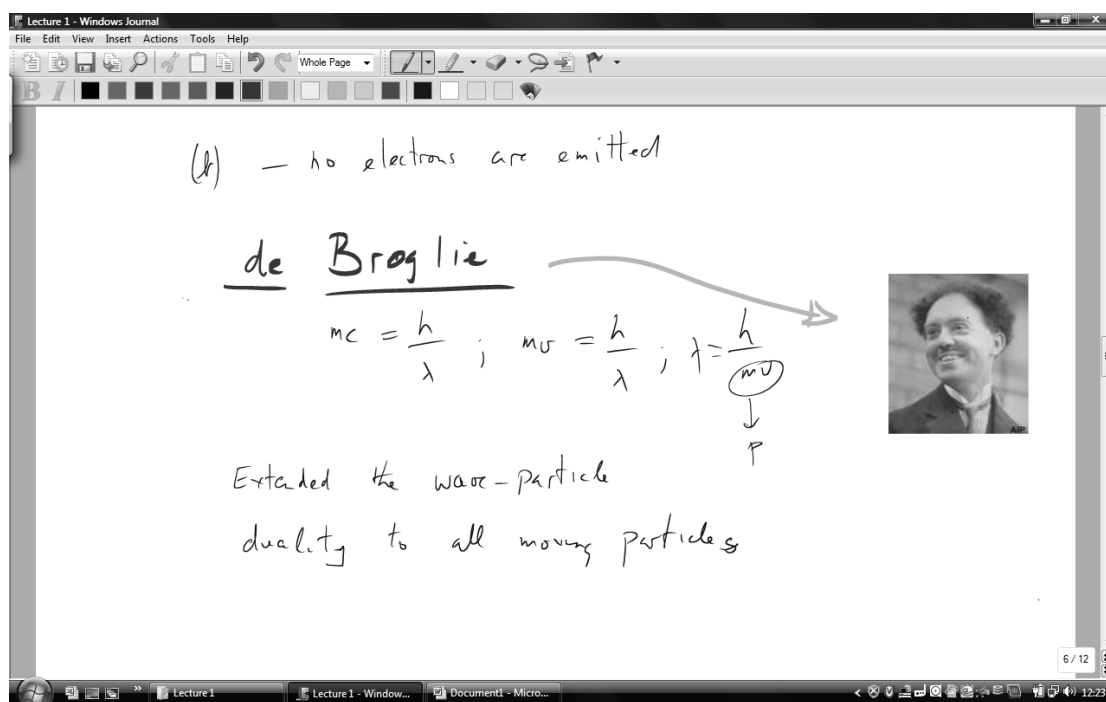 Lecture 1 - Windows Journal
File Edit View Insert Actions Tools Help
Whole Page
B I
(b) – no electrons are emitted
de Broglie
mc = h/λ ; mv = h/λ ; λ = h/mv
p
AIP
Extended the wave-particle
duality to all moving particles
6 / 12
Lecture 1 Lecture 1 - Window... Document1 - Micro... 12:23